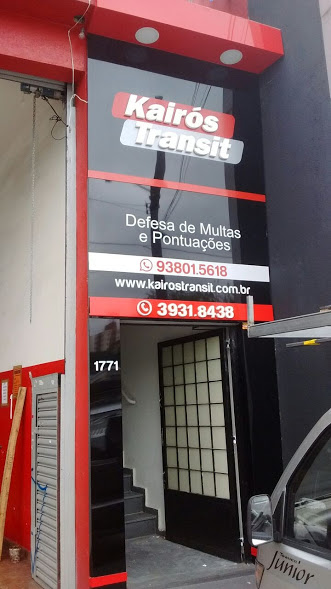 Kairós
Transit
Defesa de Multas
e Pontuações
93801.5618
www.kairostransit.com.br
3931.8438
1771
Junior